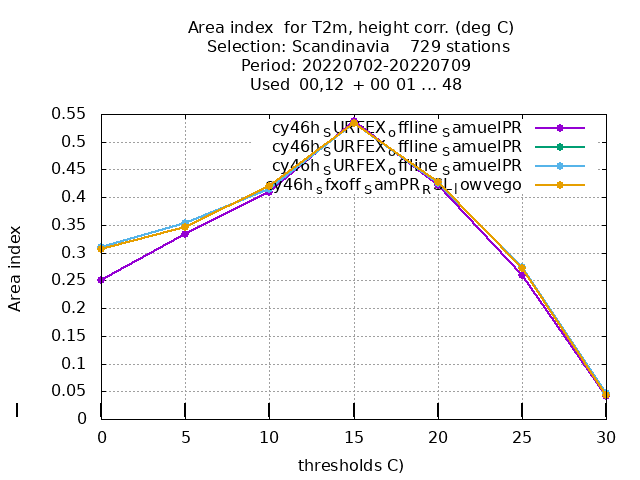 Area index  for T2m, height corr. (deg C)
Selection: Scandinavia    729 stations
Period: 20220702-20220709
Used  00,12  + 00 01 ... 48
0.55
0.5
0.45
0.4
0.35
0.3
0.25
0.2
0.15
0.1
0.05
0
Area index
cy46h_SURFEX_offline_SamuelPR
cy46h_SURFEX_offline_SamuelPR
cy46h_SURFEX_offline_SamuelPR
0 5 10 15 20 25 30
thresholds C)